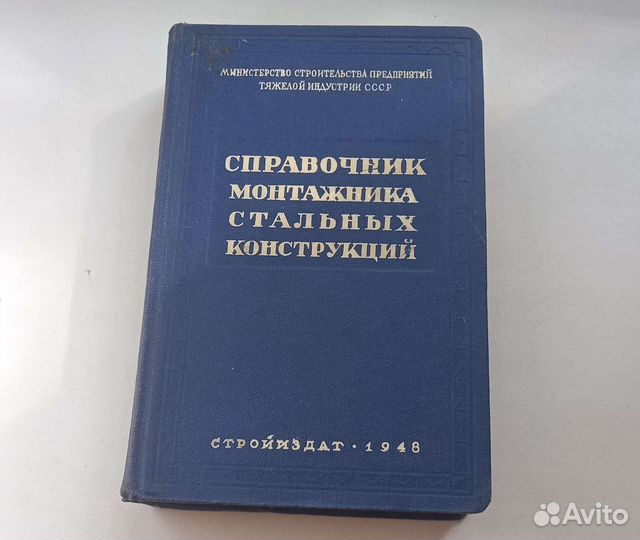 МИНИСТЕРСТВО СТРОИТЕЛЬСТВА ПРЕДПРИЯТИЙ
ТЯЖЕЛОЙ ИНДУСТРИИ СССР
СПРАВОЧНИК
МОНТАЖНИКА
СТАЛЬНЫХ
КОНСТРУКЦИЙ
СТРОЙИЗДАТ · 1948
Avito